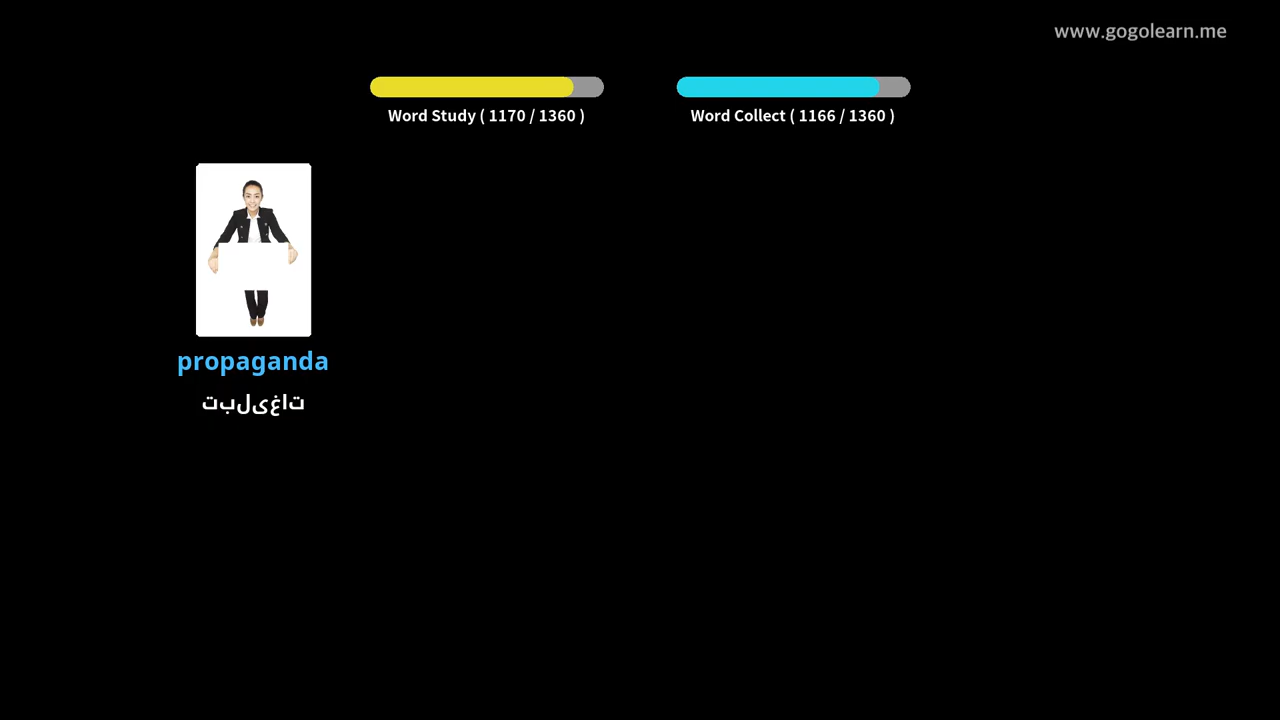 www.gogolearn.me
Word Study ( 1170 / 1360 )
Word Collect ( 1166 / 1360 )
propaganda
تبلیغات